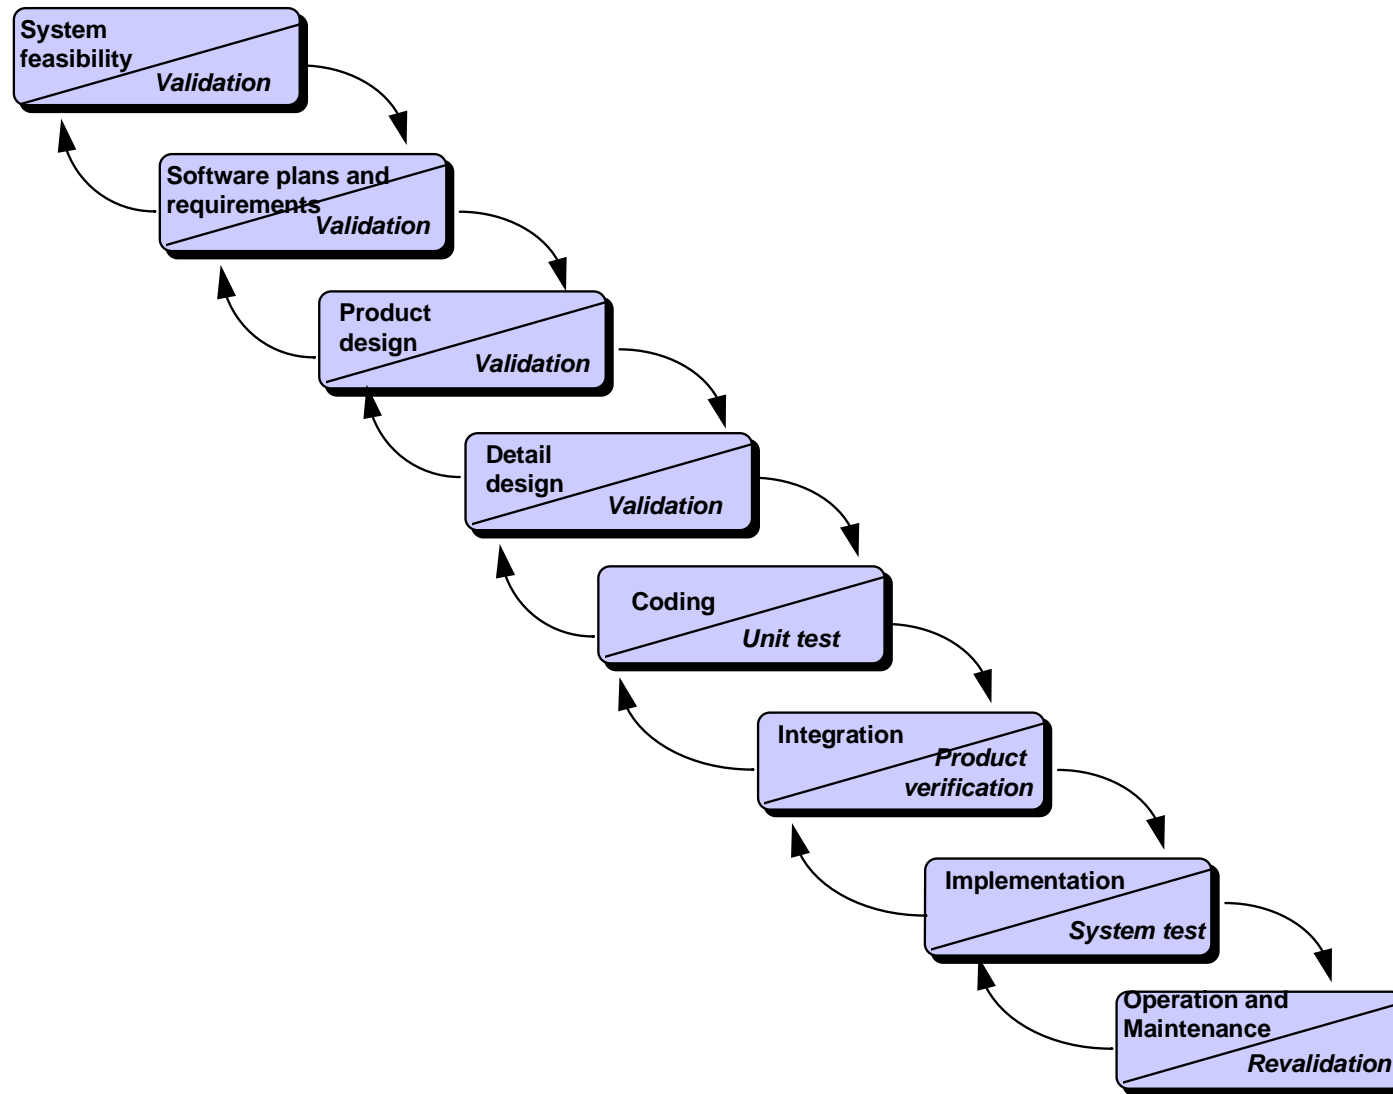 System
feasibility
Validation
Software plans and
requirements
Validation
Product
design
Validation
Detail
design
Validation
Coding
Unit test
Integration
Product
verification
Implementation
System test
Operation and
Maintenance
Revalidation